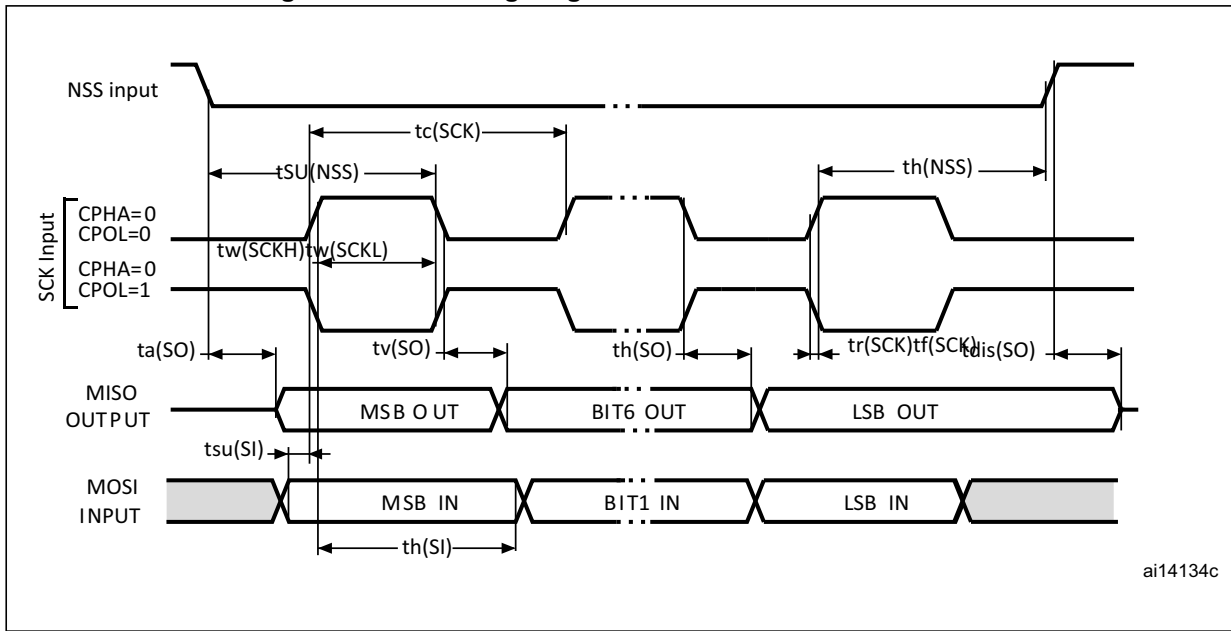 NSS input
tc(SCK)
tSU(NSS)
th(NSS)
SCK Input
CPHA=0
CPOL=0
tw(SCKH)tw(SCKL)
CPHA=0
CPOL=1
ta(SO)
tv(SO)
th(SO)
tr(SCK)tf(SCK)
tdis(SO)
MISO
OUTPUT
MSB OUT
BIT6 OUT
LSB OUT
tsu(SI)
MOSI
INPUT
MSB IN
BIT1 IN
LSB IN
th(SI)
ai14134c